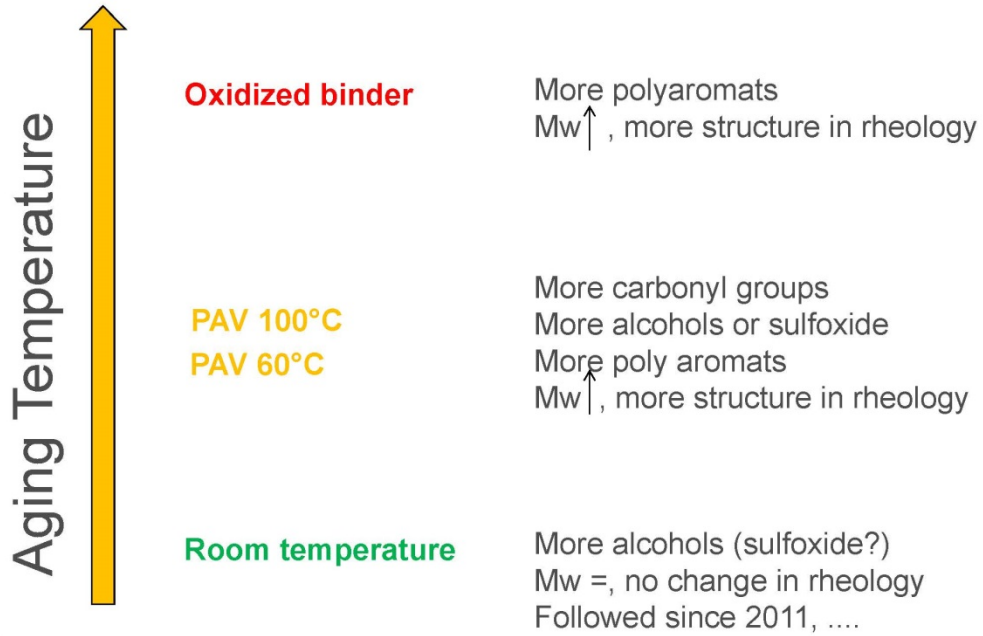 Aging Temperature
Oxidized binder
More polyaromats
Mw↑, more structure in rheology
PAV 100°C
PAV 60°C
More carbonyl groups
More alcohols or sulfoxide
More poly aromats
Mw↑, more structure in rheology
Room temperature
More alcohols (sulfoxide?)
Mw =, no change in rheology
Followed since 2011, ....